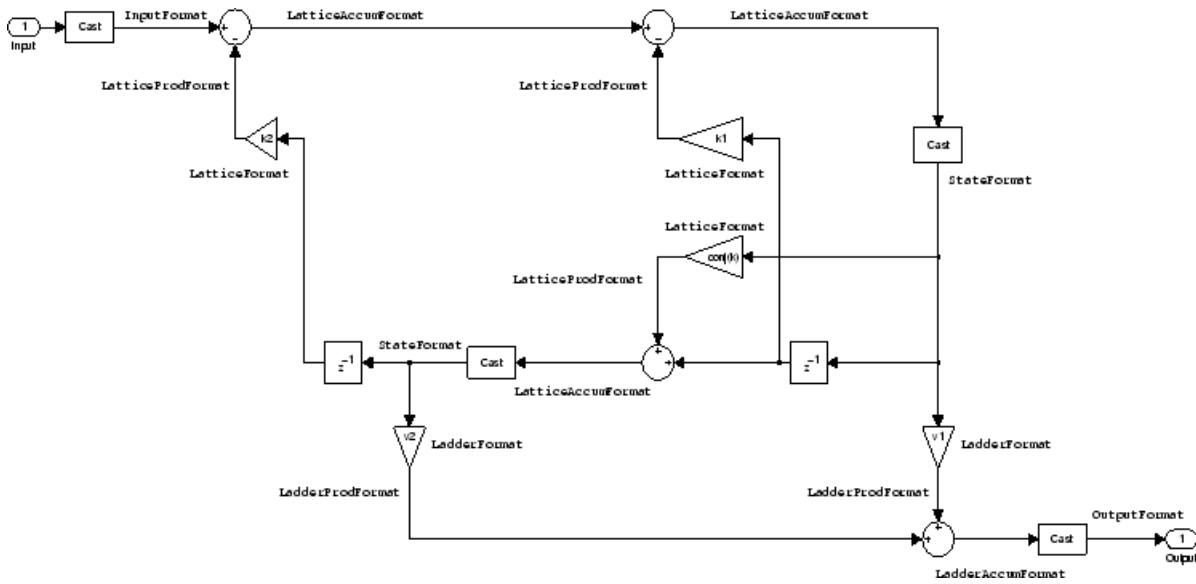 InputFormat
LatticeAccumFormat
LatticeAccumFormat
1
Cast
+
−
+
−
Input
LatticeProdFormat
LatticeProdFormat
k2
k1
Cast
LatticeFormat
LatticeFormat
StateFormat
LatticeFormat
conj(k)
LatticeProdFormat
StateFormat
z⁻¹
Cast
+
+
z⁻¹
LatticeAccumFormat
v2
LadderFormat
v1
LadderFormat
LadderProdFormat
LadderProdFormat
OutputFormat
+
+
Cast
1
Output
LadderAccumFormat